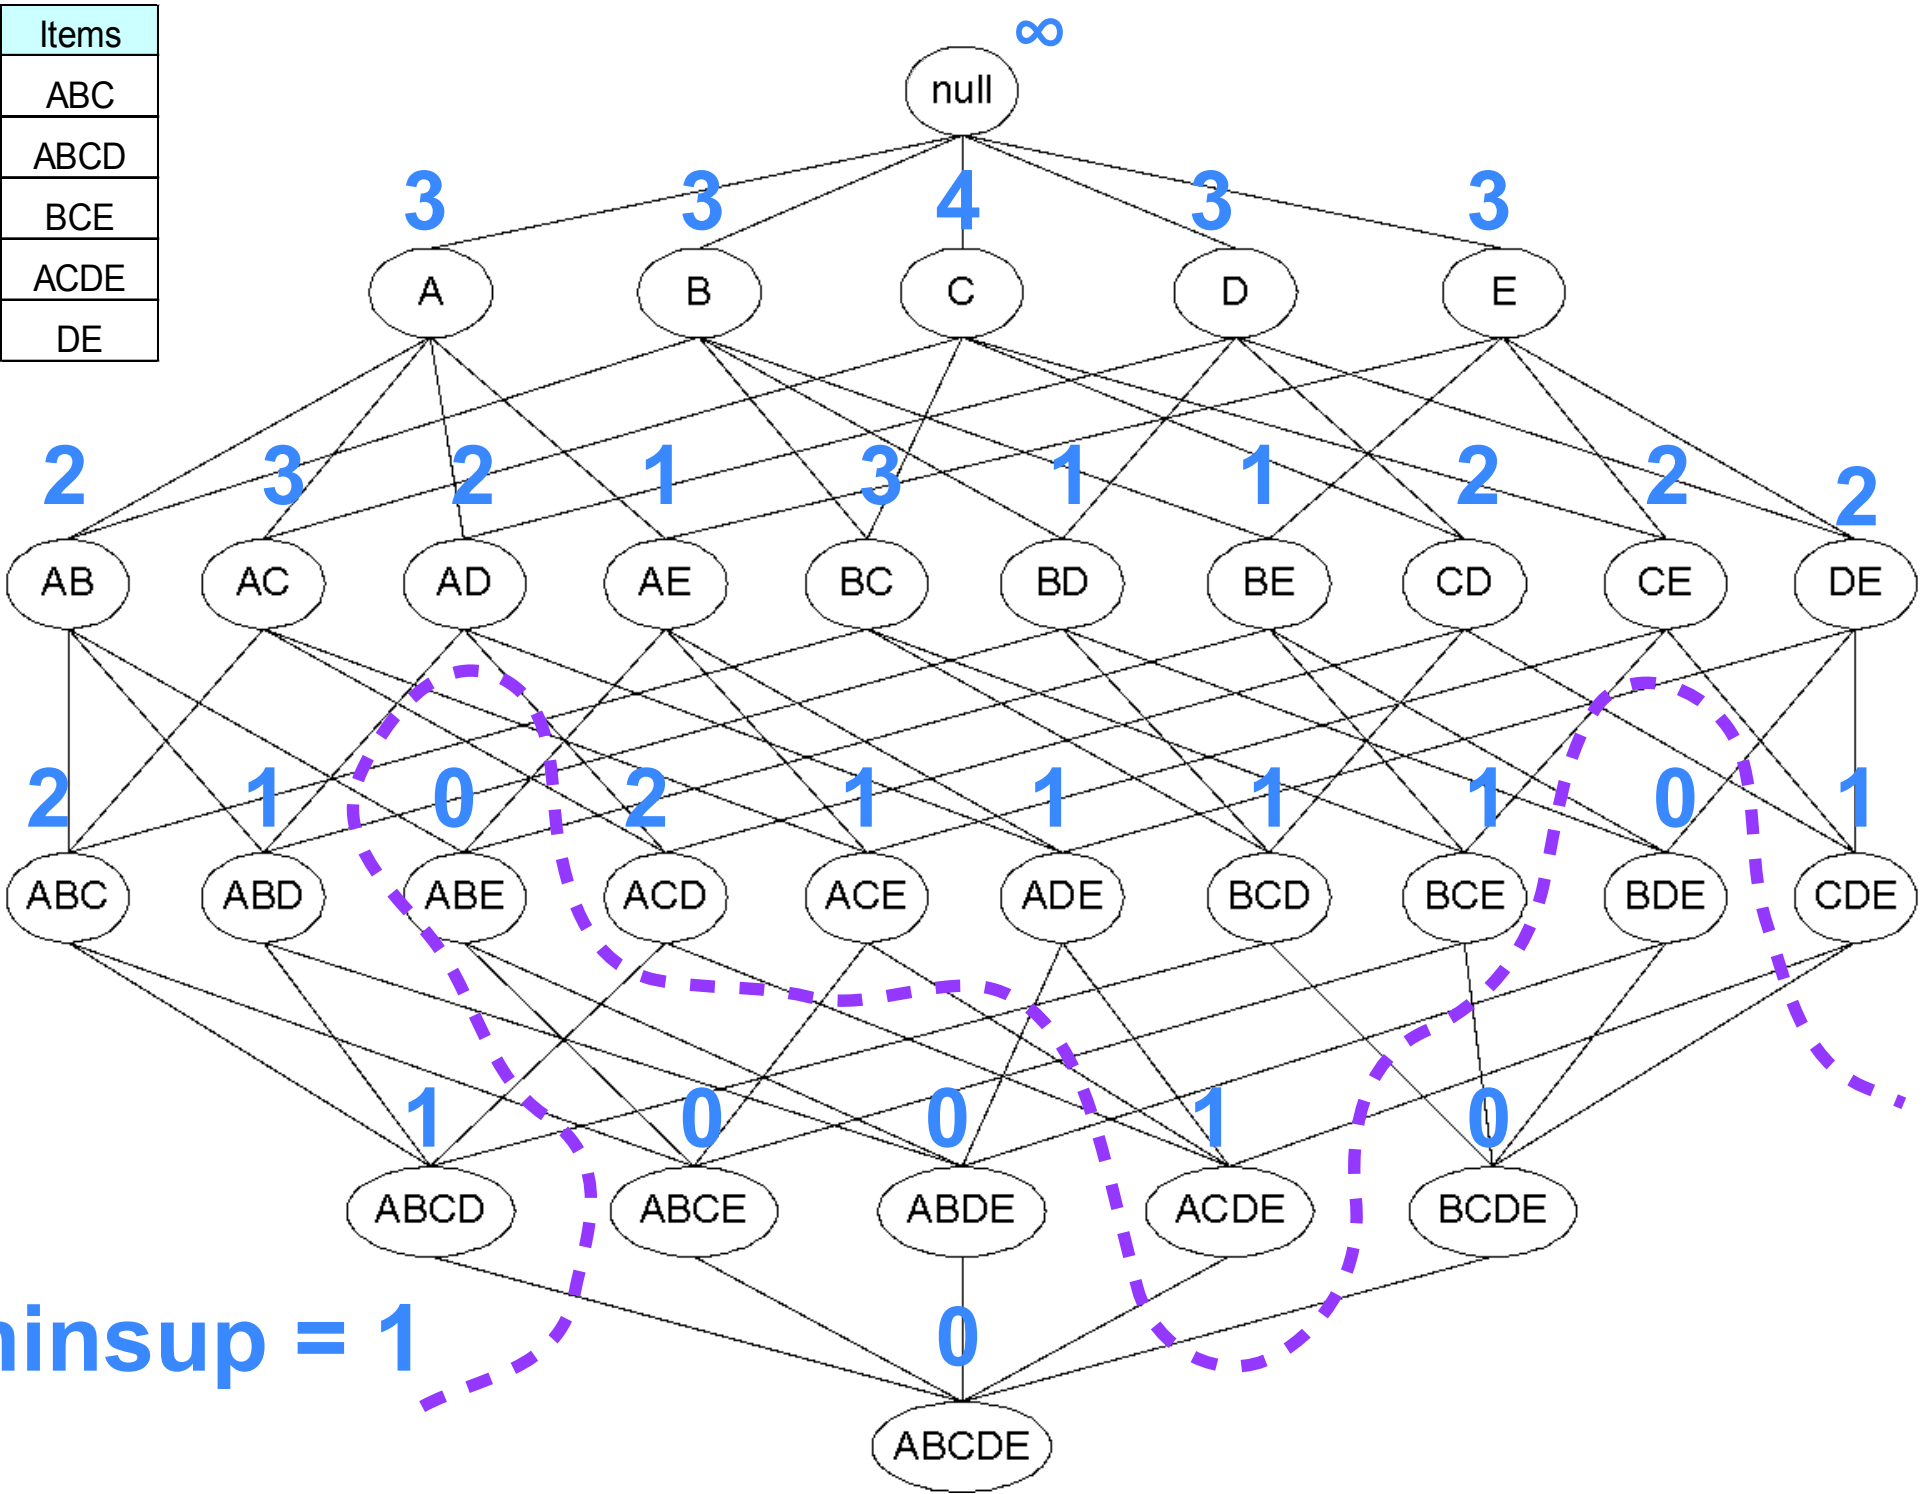 Items
ABC
ABCD
BCE
ACDE
DE
∞
null
3 3 4 3 3
A B C D E
2 3 2 1 3 1 1 2 2 2
AB AC AD AE BC BD BE CD CE DE
2 1 0 2 1 1 1 1 0 1
ABC ABD ABE ACD ACE ADE BCD BCE BDE CDE
1 0 0 1 0
ABCD ABCE ABDE ACDE BCDE
ninsup = 1
0
ABCDE